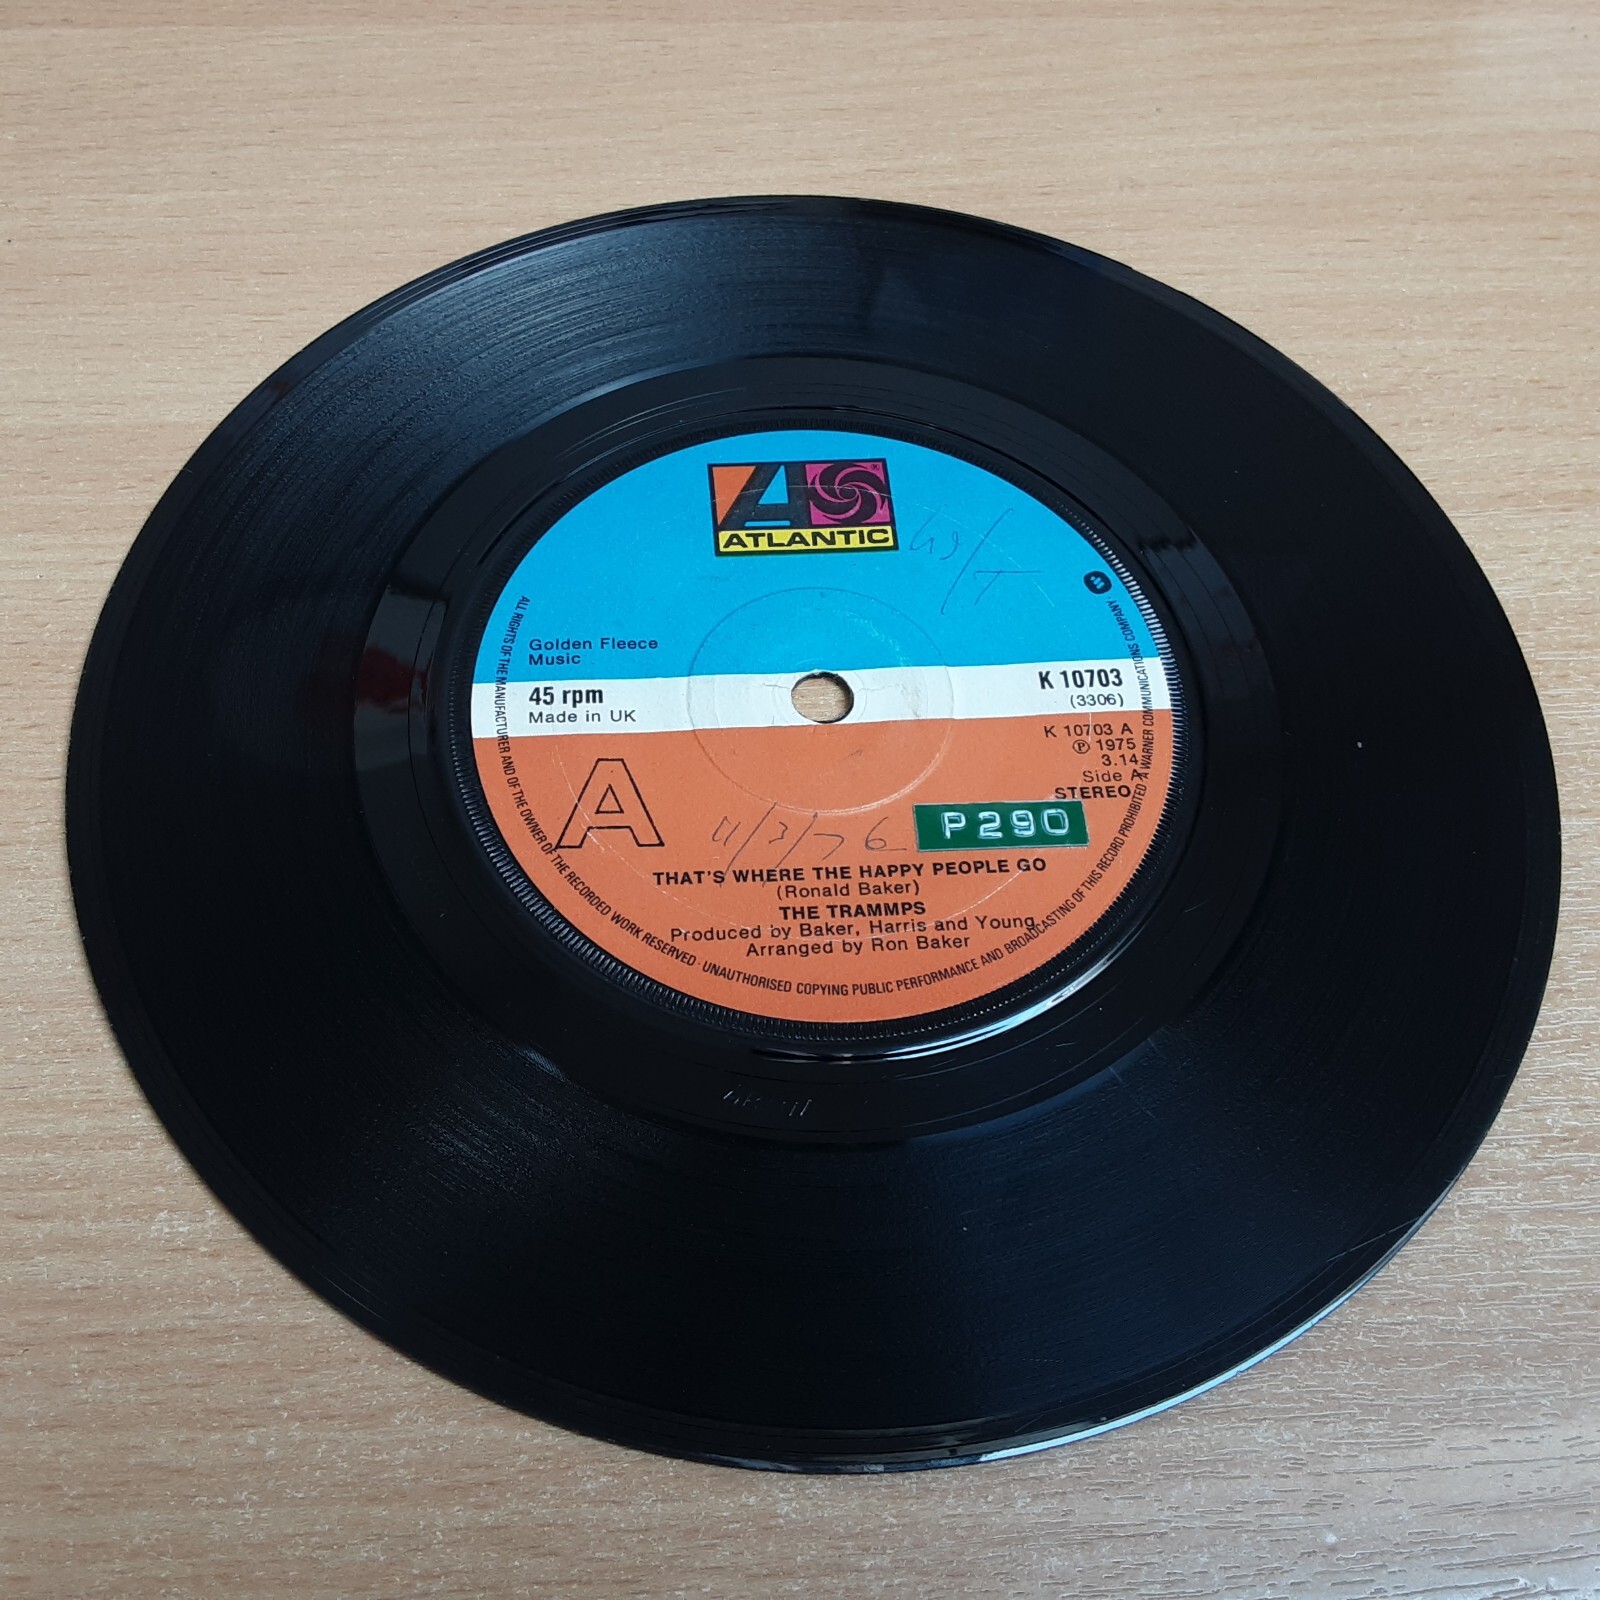 ATLANTIC
Golden Fleece
Music
45 rpm
Made in UK
K 10703
(3306)
K 10703 A
℗ 1975
3.14
Side A
STEREO
A
P290
THAT'S WHERE THE HAPPY PEOPLE GO
(Ronald Baker)
THE TRAMMPS
Produced by Baker, Harris and Young
Arranged by Ron Baker
ALL RIGHTS OF THE MANUFACTURER AND OF THE OWNER OF THE RECORDED WORK RESERVED · UNAUTHORISED COPYING PUBLIC PERFORMANCE AND BROADCASTING OF THIS RECORD PROHIBITED · A WARNER COMMUNICATIONS COMPANY ·